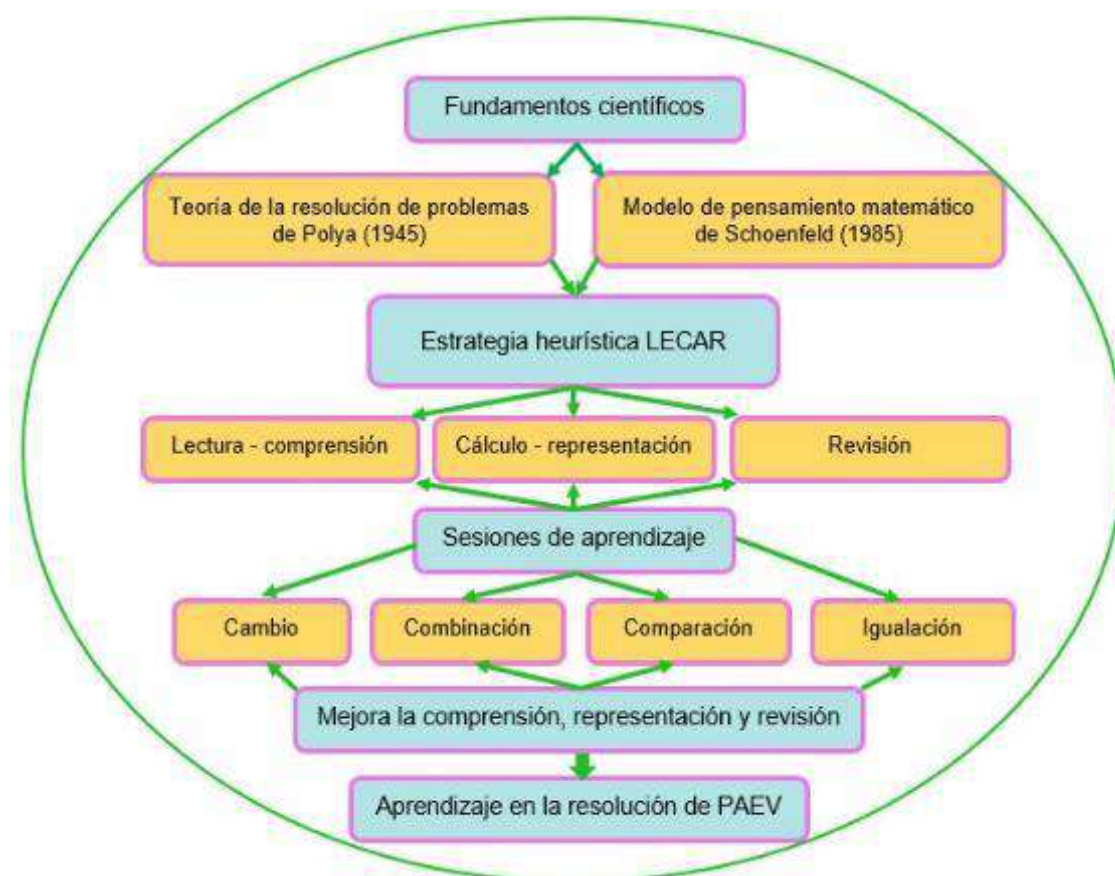 Fundamentos científicos
Teoría de la resolución de problemas
de Polya (1945)
Modelo de pensamiento matemático
de Schoenfeld (1985)
Estrategia heurística LECAR
Lectura - comprensión
Cálculo - representación
Revisión
Sesiones de aprendizaje
Cambio
Combinación
Comparación
Igualación
Mejora la comprensión, representación y revisión
Aprendizaje en la resolución de PAEV